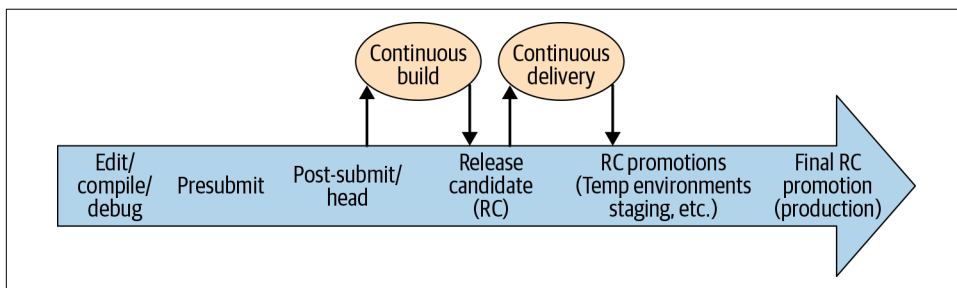 Continuous
build
Continuous
delivery
Edit/
compile/
debug
Presubmit
Post-submit/
head
Release
candidate
(RC)
RC promotions
(Temp environments
staging, etc.)
Final RC
promotion
(production)